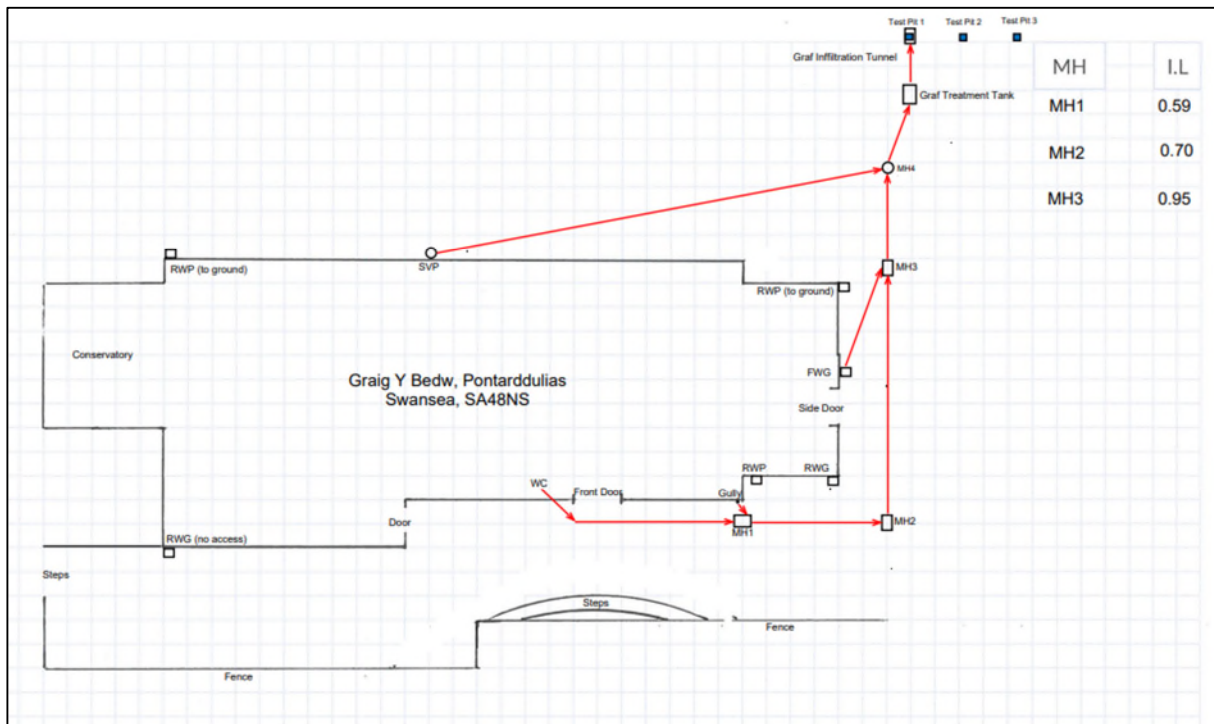 Test Pit 1
Test Pit 2
Test Pit 3
Graf Inffiltration Tunnel
MH
I.L
Graf Treatment Tank
MH1
0.59
MH2
0.70
MH4
MH3
0.95
SVP
RWP (to ground)
MH3
RWP (to ground)
Conservatory
FWG
Graig Y Bedw, Pontarddulias
Swansea, SA48NS
Side Door
RWP
RWG
WC
Front Door
Gully
Door
MH2
MH1
RWG (no access)
Steps
Steps
Fence
Fence